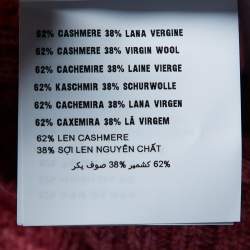 62% CASHMERE 38% LANA VERGINE
62% CASHMERE 38% VIRGIN WOOL
62% CACHEMIRE 38% LAINE VIERGE
62% KASCHMIR 38% SCHURWOLLE
62% CACHEMIRA 38% LANA VIRGEN
62% CAXEMIRA 38% LÃ VIRGEM
62% LEN CASHMERE
38% SỢI LEN NGUYÊN CHẤT
62% كشمير 38% صوف بكر